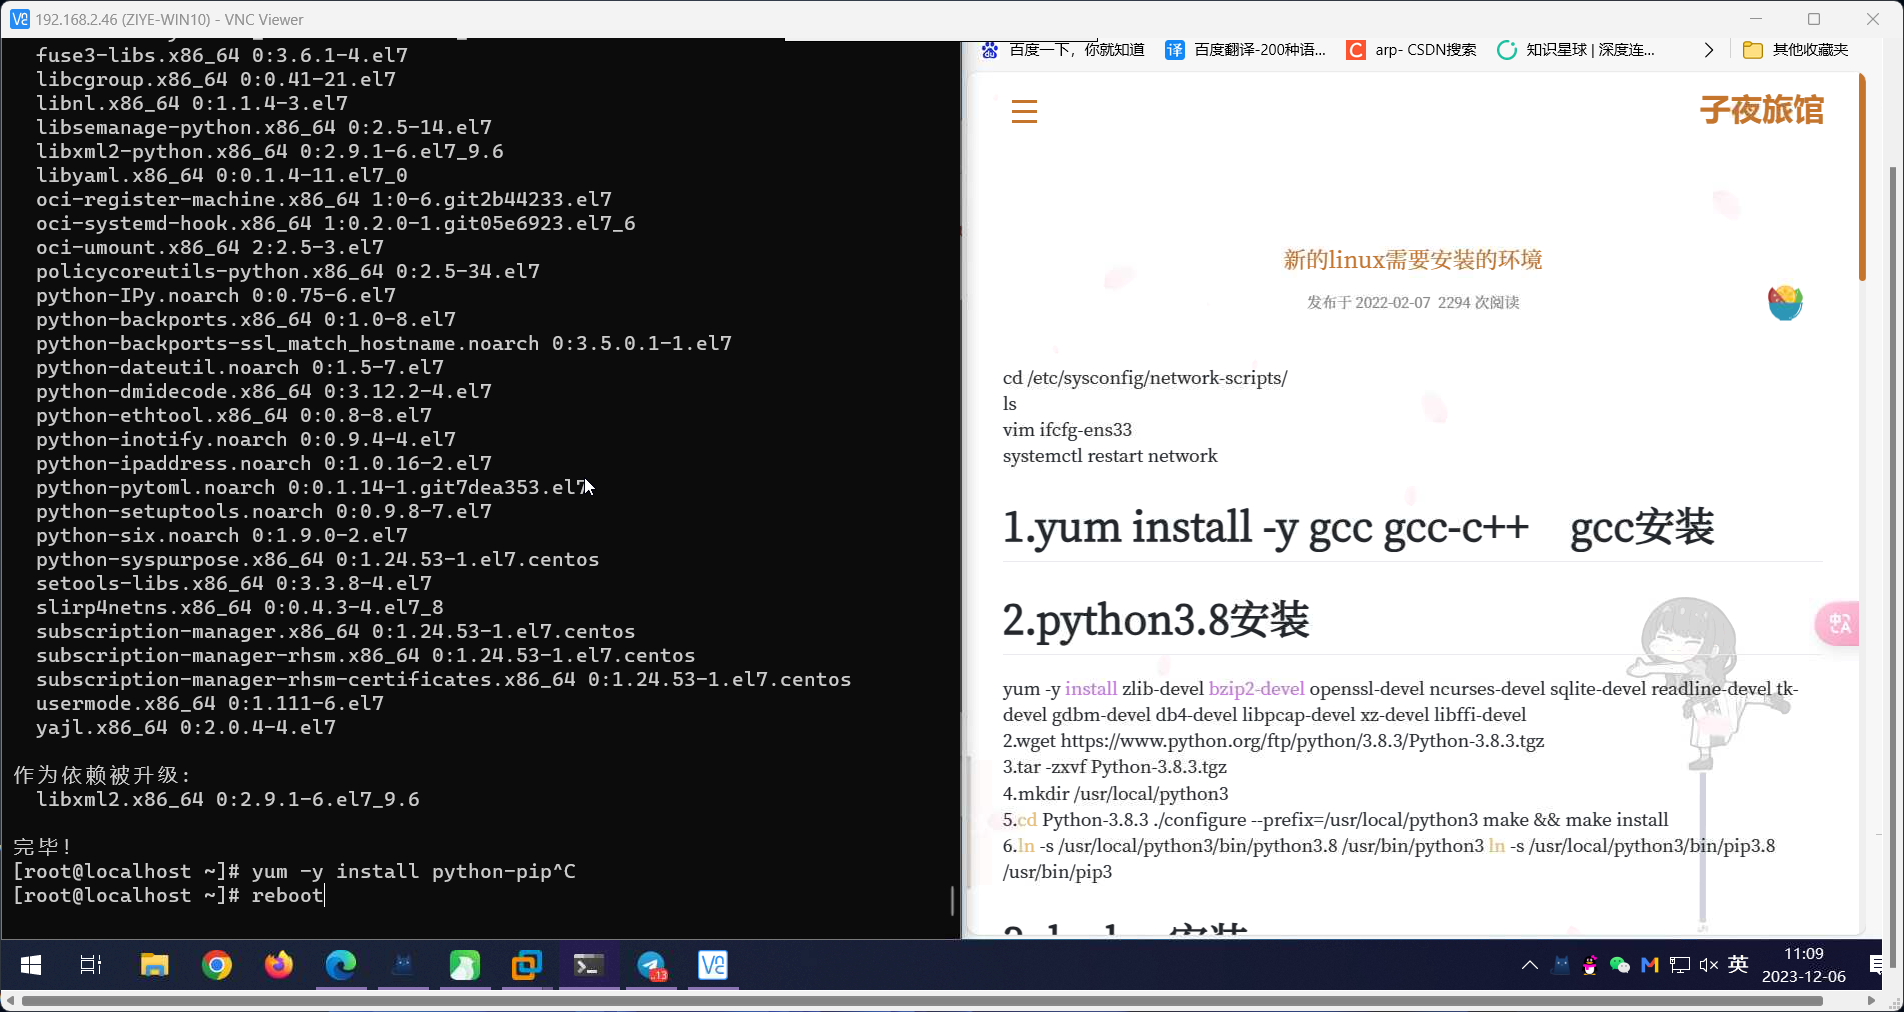 192.168.2.46 (ZIYE-WIN10) - VNC Viewer
fuse3-libs.x86_64 0:3.6.1-4.el7
libcgroup.x86_64 0:0.41-21.el7
libnl.x86_64 0:1.1.4-3.el7
libsemanage-python.x86_64 0:2.5-14.el7
libxml2-python.x86_64 0:2.9.1-6.el7_9.6
libyaml.x86_64 0:0.1.4-11.el7_0
oci-register-machine.x86_64 1:0-6.git2b44233.el7
oci-systemd-hook.x86_64 1:0.2.0-1.git05e6923.el7_6
oci-umount.x86_64 2:2.5-3.el7
policycoreutils-python.x86_64 0:2.5-34.el7
python-IPy.noarch 0:0.75-6.el7
python-backports.x86_64 0:1.0-8.el7
python-backports-ssl_match_hostname.noarch 0:3.5.0.1-1.el7
python-dateutil.noarch 0:1.5-7.el7
python-dmidecode.x86_64 0:3.12.2-4.el7
python-ethtool.x86_64 0:0.8-8.el7
python-inotify.noarch 0:0.9.4-4.el7
python-ipaddress.noarch 0:1.0.16-2.el7
python-pytoml.noarch 0:0.1.14-1.git7dea353.el7
python-setuptools.noarch 0:0.9.8-7.el7
python-six.noarch 0:1.9.0-2.el7
python-syspurpose.x86_64 0:1.24.53-1.el7.centos
setools-libs.x86_64 0:3.3.8-4.el7
slirp4netns.x86_64 0:0.4.3-4.el7_8
subscription-manager.x86_64 0:1.24.53-1.el7.centos
subscription-manager-rhsm.x86_64 0:1.24.53-1.el7.centos
subscription-manager-rhsm-certificates.x86_64 0:1.24.53-1.el7.centos
usermode.x86_64 0:1.111-6.el7
yajl.x86_64 0:2.0.4-4.el7
作为依赖被升级:
libxml2.x86_64 0:2.9.1-6.el7_9.6
完毕!
[root@localhost ~]# yum -y install python-pip^C
[root@localhost ~]# reboot
百度一下，你就知道 百度翻译-200种语... arp- CSDN搜索 知识星球 | 深度连... 其他收藏夹
子夜旅馆
新的linux需要安装的环境
发布于 2022-02-07 2294 次阅读
cd /etc/sysconfig/network-scripts/
ls
vim ifcfg-ens33
systemctl restart network
1.yum install -y gcc gcc-c++ gcc安装
2.python3.8安装
yum -y install zlib-devel bzip2-devel openssl-devel ncurses-devel sqlite-devel readline-devel tk-
devel gdbm-devel db4-devel libpcap-devel xz-devel libffi-devel
2.wget https://www.python.org/ftp/python/3.8.3/Python-3.8.3.tgz
3.tar -zxvf Python-3.8.3.tgz
4.mkdir /usr/local/python3
5.cd Python-3.8.3 ./configure --prefix=/usr/local/python3 make && make install
6.ln -s /usr/local/python3/bin/python3.8 /usr/bin/python3 ln -s /usr/local/python3/bin/pip3.8
/usr/bin/pip3
英
11:09
2023-12-06